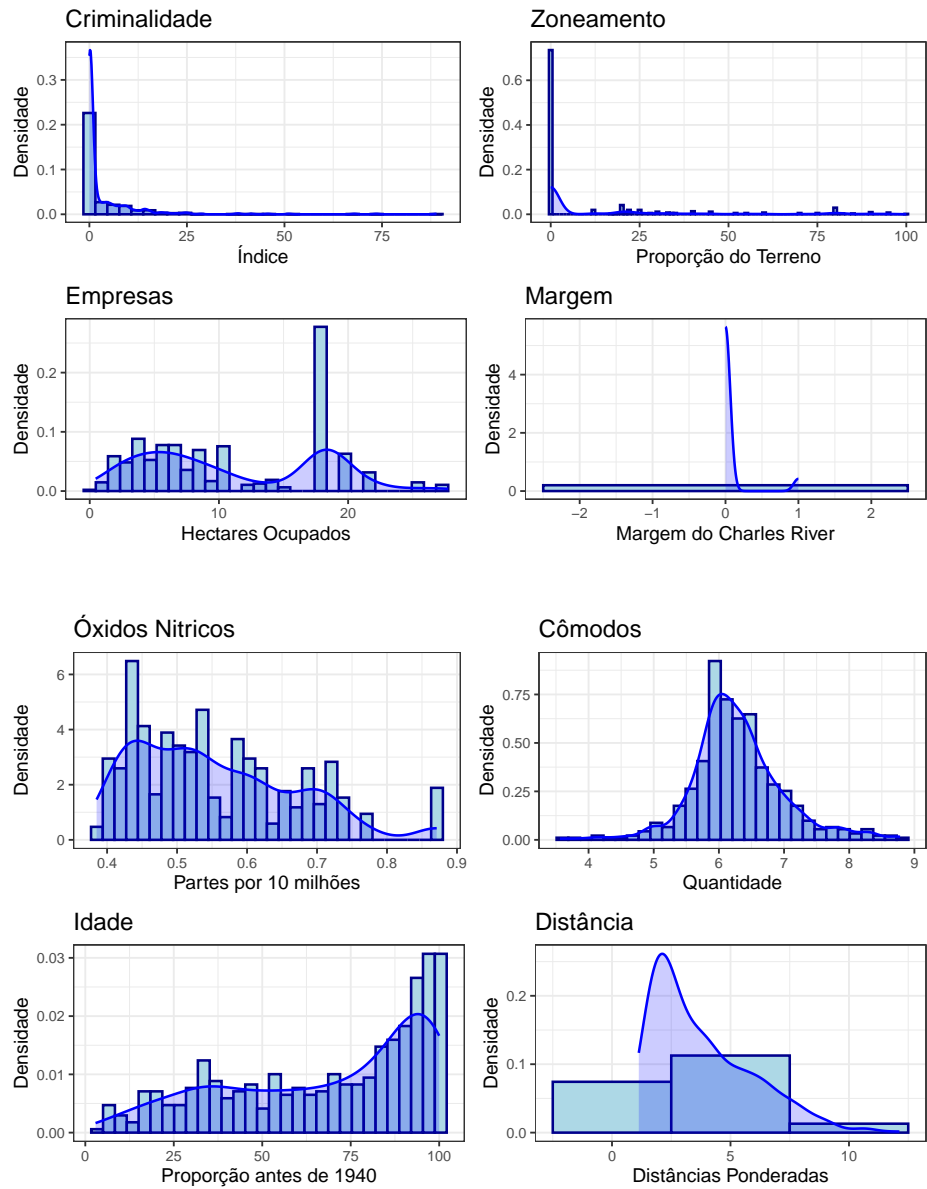 Criminalidade
Densidade
0.3
0.2
0.1
0.0
0 25 50 75
Índice
Zoneamento
Densidade
0.6
0.4
0.2
0.0
0 25 50 75 100
Proporção do Terreno
Empresas
Densidade
0.2
0.1
0.0
0 10 20
Hectares Ocupados
Margem
Densidade
4
2
0
−2 −1 0 1 2
Margem do Charles River
Óxidos Nitricos
Densidade
6
4
2
0
0.4 0.5 0.6 0.7 0.8 0.9
Partes por 10 milhões
Cômodos
Densidade
0.75
0.50
0.25
0.00
4 5 6 7 8 9
Quantidade
Idade
Densidade
0.03
0.02
0.01
0.00
0 25 50 75 100
Proporção antes de 1940
Distância
Densidade
0.2
0.1
0.0
0 5 10
Distâncias Ponderadas